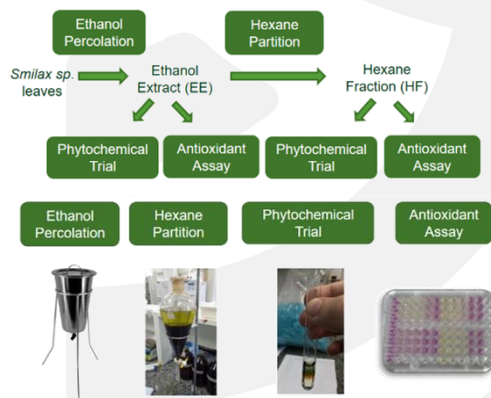 Ethanol
Percolation
Hexane
Partition
Smilax sp.
leaves
Ethanol
Extract (EE)
Hexane
Fraction (HF)
Phytochemical
Trial
Antioxidant
Assay
Phytochemical
Trial
Antioxidant
Assay
Ethanol
Percolation
Hexane
Partition
Phytochemical
Trial
Antioxidant
Assay